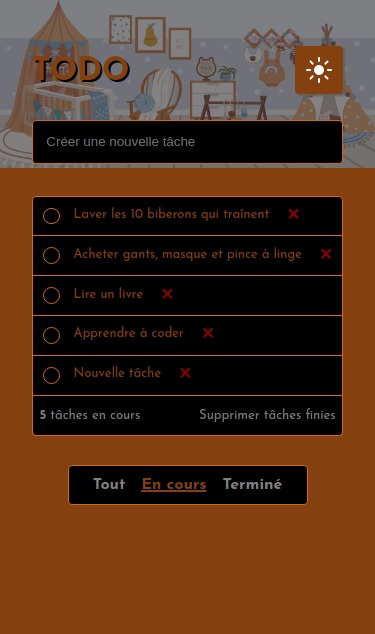 TODO
Créer une nouvelle tâche
Laver les 10 biberons qui traînent
Acheter gants, masque et pince à linge
Lire un livre
Apprendre à coder
Nouvelle tâche
5 tâches en cours Supprimer tâches finies
Tout En cours Terminé